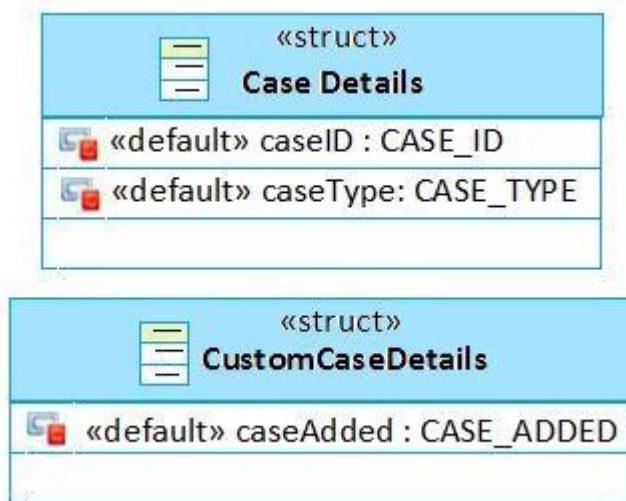 «struct»
Case Details
«default» caseID : CASE_ID
«default» caseType: CASE_TYPE
«struct»
CustomCaseDetails
«default» caseAdded : CASE_ADDED